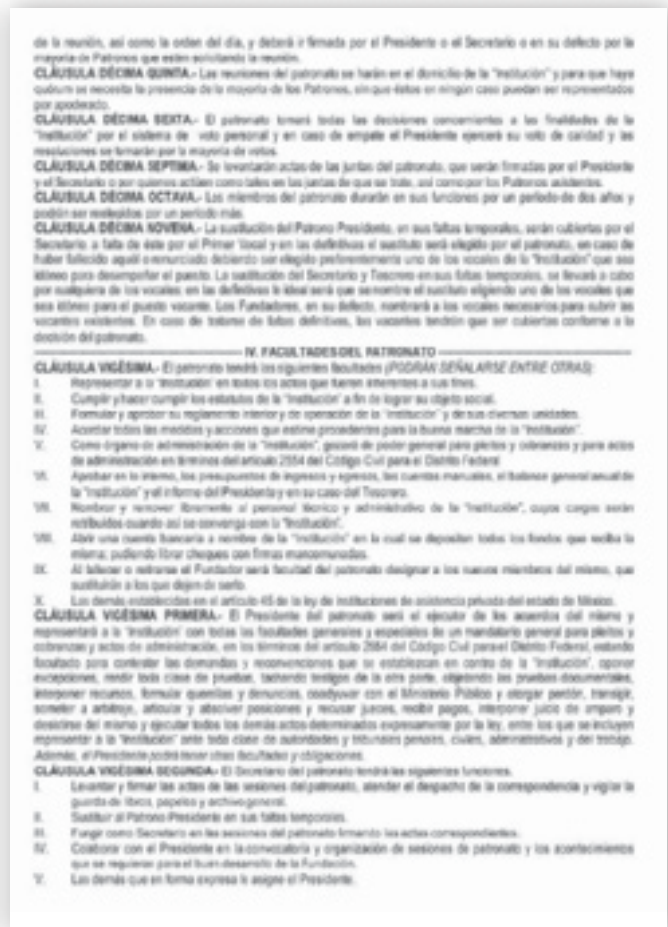 de la reunión, así como la orden del día, y deberá ir firmada por el Presidente o el Secretario o en su defecto por la
mayoría de Patronos que estén solicitando la reunión.
CLÁUSULA DÉCIMA QUINTA.- Las reuniones del patronato se harán en el domicilio de la "Institución" y para que haya
quórum se necesita la presencia de la mayoría de los Patronos, sin que éstos en ningún caso puedan ser representados
por apoderado.
CLÁUSULA DÉCIMA SEXTA.- El patronato tomará todas las decisiones concernientes a las finalidades de la
"Institución" por el sistema de voto personal y en caso de empate el Presidente ejercerá su voto de calidad y las
resoluciones se tomarán por la mayoría de votos.
CLÁUSULA DÉCIMA SEPTIMA.- Se levantarán actas de las juntas del patronato, que serán firmadas por el Presidente
y el Secretario o por quienes actúen como tales en las juntas de que se trate, así como por los Patronos asistentes.
CLÁUSULA DÉCIMA OCTAVA.- Los miembros del patronato durarán en sus funciones por un periodo de dos años y
podrán ser reelegidos por un periodo más.
CLÁUSULA DÉCIMA NOVENA.- La sustitución del Patrono Presidente, en sus faltas temporales, serán cubiertas por el
Secretario, a falta de éste por el Primer Vocal y en las definitivas el sustituto será elegido por el patronato, en caso de
haber fallecido aquél o renunciado debiendo ser elegido preferentemente uno de los vocales de la "Institución" que sea
idóneo para desempeñar el puesto. La sustitución del Secretario y Tesorero en sus faltas temporales, se llevará a cabo
por cualquiera de los vocales, en las definitivas lo ideal será que se nombre el sustituto eligiendo uno de los vocales que
sea idóneo para el puesto vacante. Los Fundadores, en su defecto, nombrará a los vocales necesarios para cubrir las
vacantes existentes. En caso de tratarse de faltas definitivas, las vacantes tendrán que ser cubiertas conforme a la
decisión del patronato.
IV. FACULTADES DEL PATRONATO
CLÁUSULA VIGÉSIMA.- El patronato tendrá las siguientes facultades (PODRÁN SEÑALARSE ENTRE OTRAS):
I. Representar a la "Institución" en todos los actos que fueren inherentes a sus fines.
II. Cumplir y hacer cumplir los estatutos de la "Institución" a fin de lograr su objeto social.
III. Formular y aprobar su reglamento interior y de operación de la "Institución" y de sus diversas unidades.
IV. Acordar todas las medidas y acciones que estime procedentes para la buena marcha de la "Institución".
V. Como órgano de administración de la "Institución", gozará de poder general para pleitos y cobranzas y para actos
de administración en términos del artículo 2554 del Código Civil para el Distrito Federal
VI. Aprobar en lo interno, los presupuestos de ingresos y egresos, las cuentas manuales, el balance general anual de
la "Institución" y el informe del Presidente y en su caso del Tesorero.
VII. Nombrar y remover libremente al personal técnico y administrativo de la "Institución", cuyos cargos serán
retribuidos cuando así se convenga con la "Institución".
VIII. Abrir una cuenta bancaria a nombre de la "Institución" en la cual se depositen todos los fondos que reciba la
misma; pudiendo librar cheques con firmas mancomunadas.
IX. Al fallecer o retirarse el Fundador será facultad del patronato designar a los nuevos miembros del mismo, que
sustituirán a los que dejen de serlo.
X. Los demás establecidos en el artículo 45 de la ley de instituciones de asistencia privada del estado de México.
CLÁUSULA VIGÉSIMA PRIMERA.- El Presidente del patronato será el ejecutor de los acuerdos del mismo y
representará a la "Institución" con todas las facultades generales y especiales de un mandatario general para pleitos y
cobranzas y actos de administración, en los términos del artículo 2554 del Código Civil para el Distrito Federal, estando
facultado para contestar las demandas y reconvenciones que se establezcan en contra de la "Institución", oponer
excepciones, rendir toda clase de pruebas, tachando testigos de la otra parte, objetando las pruebas documentales,
interponer recursos, formular querellas y denuncias, coadyuvar con el Ministerio Público y otorgar perdón, transigir,
someter a arbitraje, articular y absolver posiciones y recusar jueces, recibir pagos, interponer juicio de amparo y
desistirse del mismo y ejecutar todos los demás actos determinados expresamente por la ley, entre los que se incluyen
representar a la "Institución" ante toda clase de autoridades y tribunales penales, civiles, administrativos y del trabajo.
Además, el Presidente podrá tener otras facultades y obligaciones.
CLÁUSULA VIGÉSIMA SEGUNDA.- El Secretario del patronato tendrá las siguientes funciones.
I. Levantar y firmar las actas de las sesiones del patronato, atender el despacho de la correspondencia y vigilar la
guarda de libros, papeles y archivo general.
II. Sustituir al Patrono Presidente en sus faltas temporales.
III. Fungir como Secretario en las sesiones del patronato firmando las actas correspondientes.
IV. Colaborar con el Presidente en la convocatoria y organización de sesiones de patronato y los acontecimientos
que se requieran para el buen desarrollo de la Fundación.
V. Las demás que en forma expresa le asigne el Presidente.